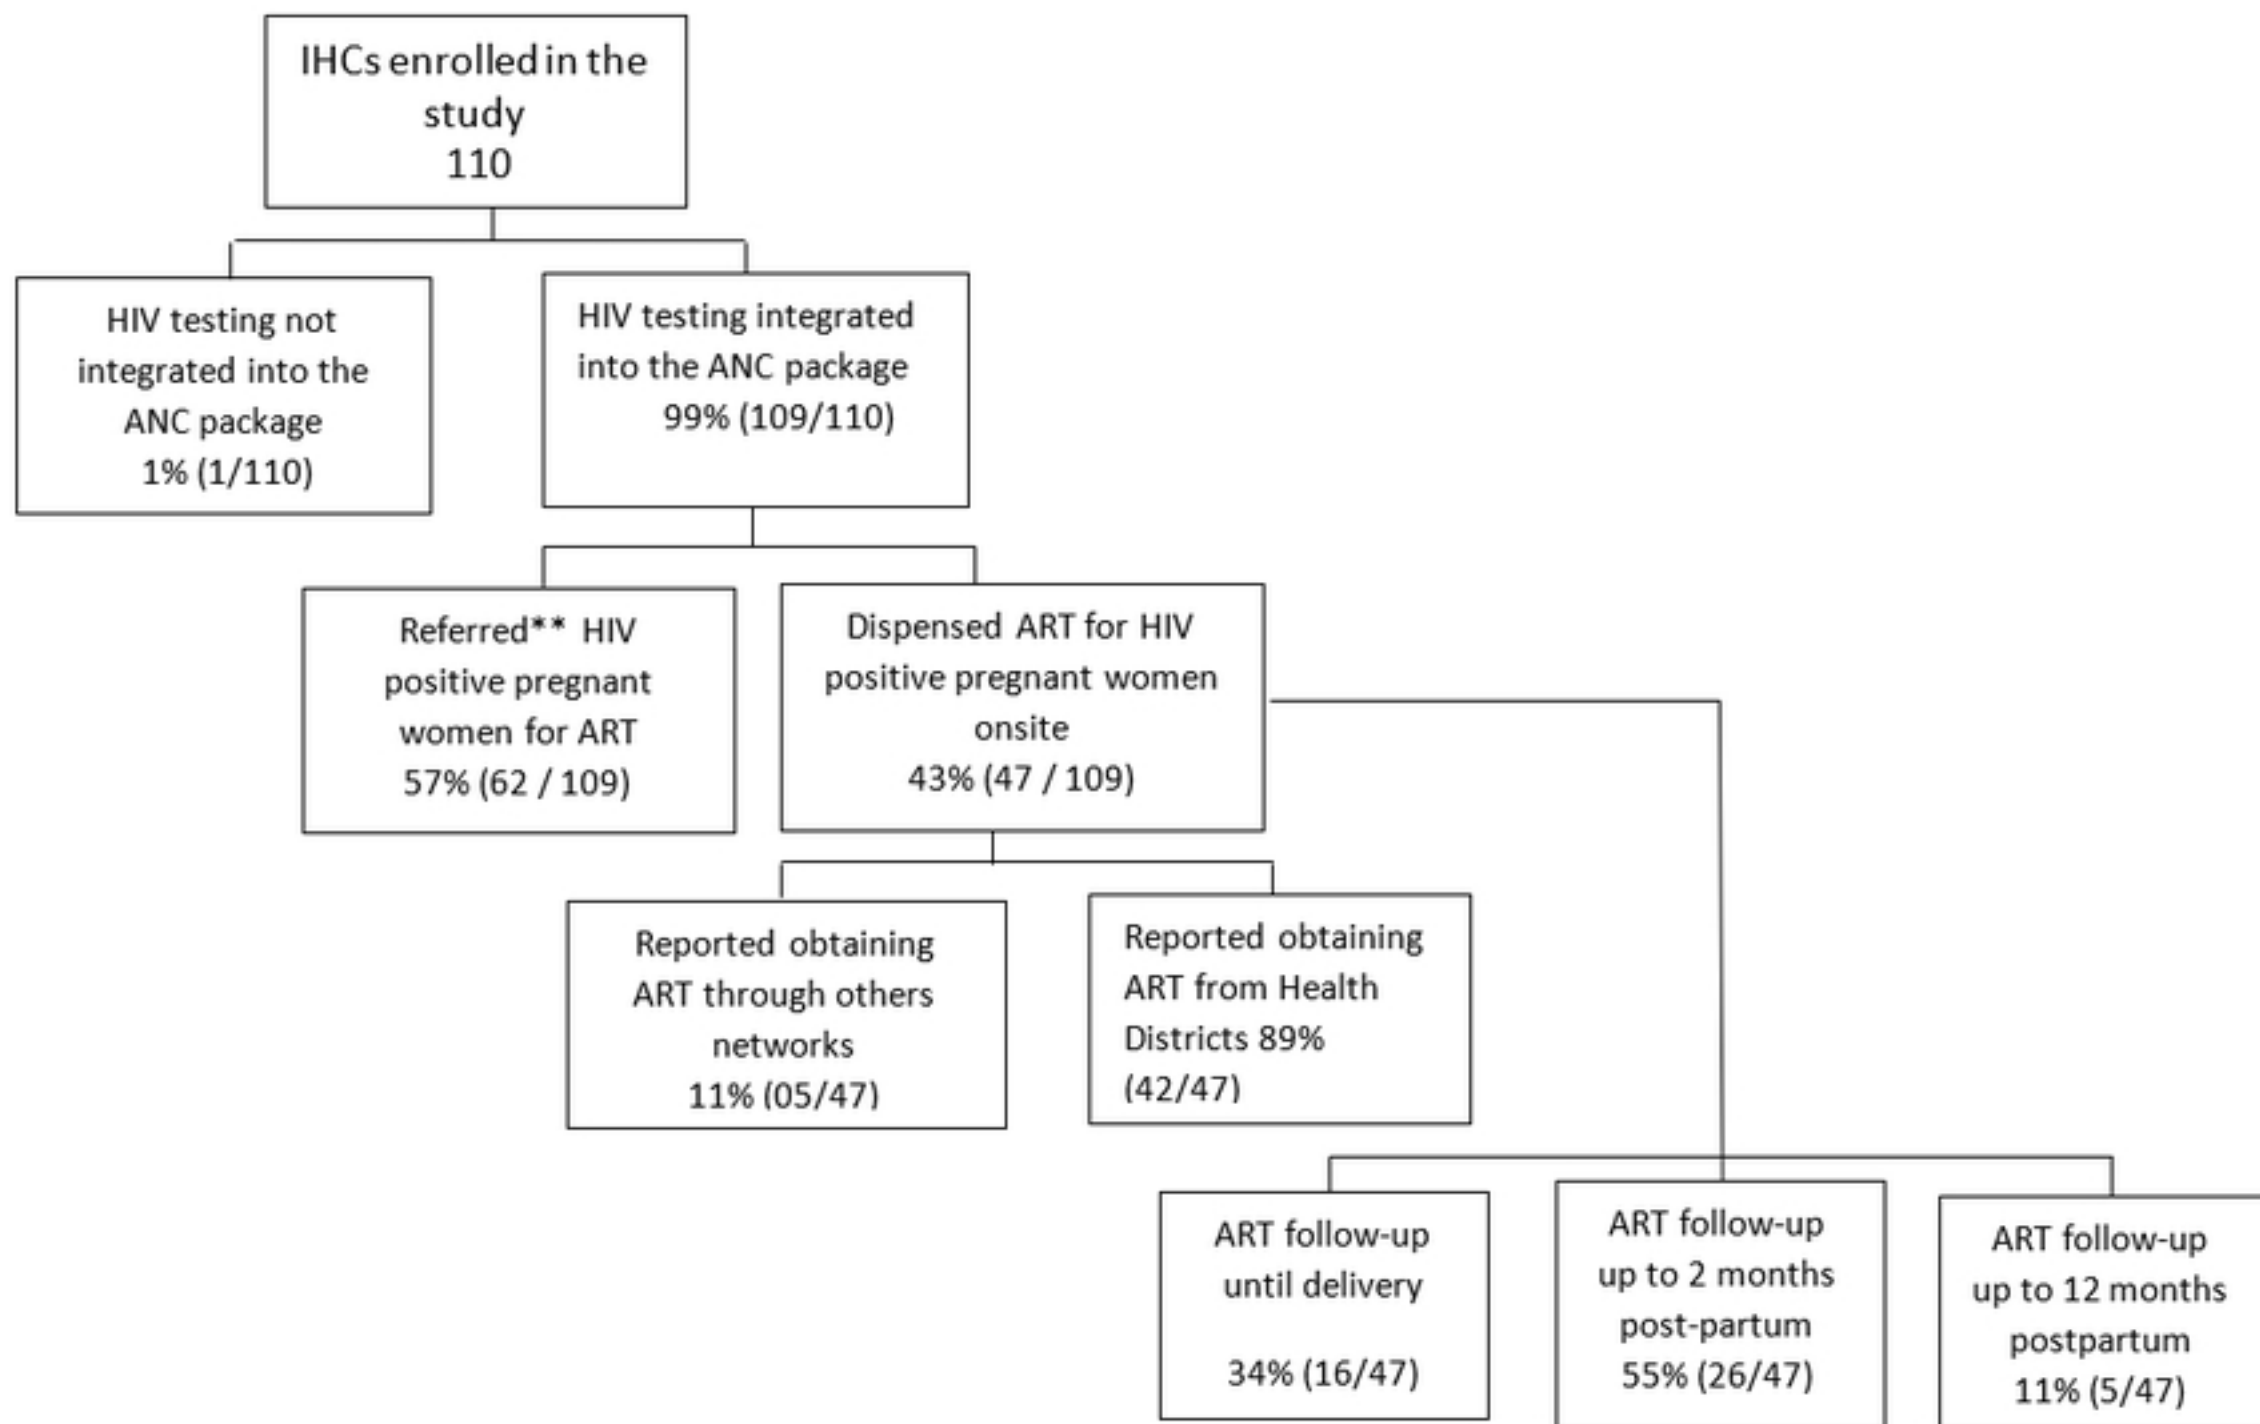 IHCs enrolled in the
study
110
HIV testing not
integrated into the
ANC package
1% (1/110)
HIV testing integrated
into the ANC package
99% (109/110)
Referred** HIV
positive pregnant
women for ART
57% (62 / 109)
Dispensed ART for HIV
positive pregnant women
onsite
43% (47 / 109)
Reported obtaining
ART through others
networks
11% (05/47)
Reported obtaining
ART from Health
Districts 89%
(42/47)
ART follow-up
until delivery
34% (16/47)
ART follow-up
up to 2 months
post-partum
55% (26/47)
ART follow-up
up to 12 months
postpartum
11% (5/47)